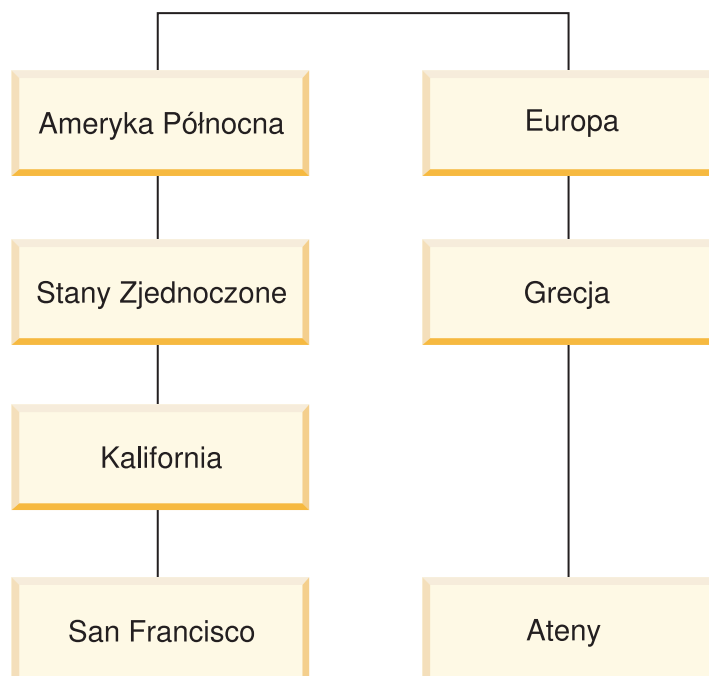 Ameryka Północna
Europa
Stany Zjednoczone
Grecja
Kalifornia
San Francisco
Ateny